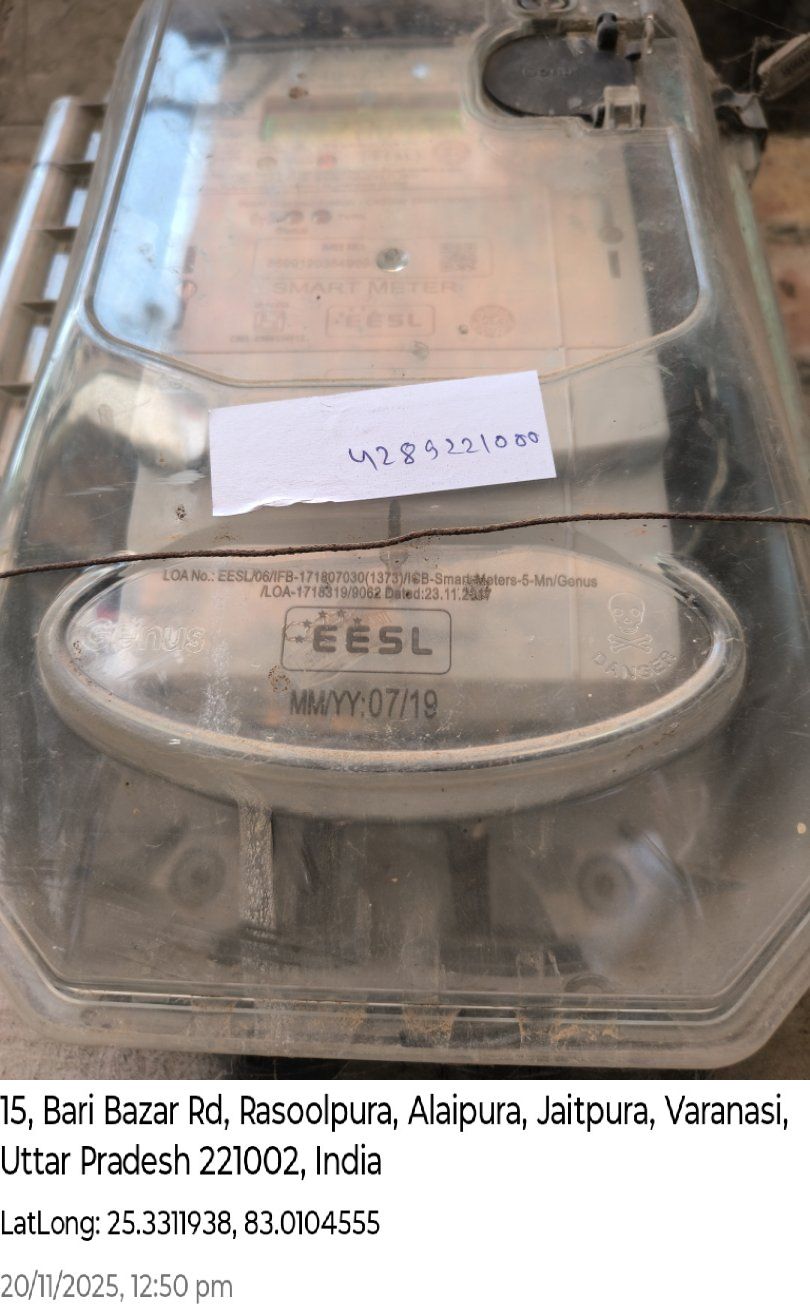 Genus
SMART METER
EESL
4289221000
LOA No.: EESL/06/IFB-171807030(1373)/ICB-Smart Meters-5-Mn/Genus
/LOA-1718319/9062 Dated:23.11.2017
Genus
EESL
DANGER
MM/YY:07/19
15, Bari Bazar Rd, Rasoolpura, Alaipura, Jaitpura, Varanasi,
Uttar Pradesh 221002, India
LatLong: 25.3311938, 83.0104555
20/11/2025, 12:50 pm